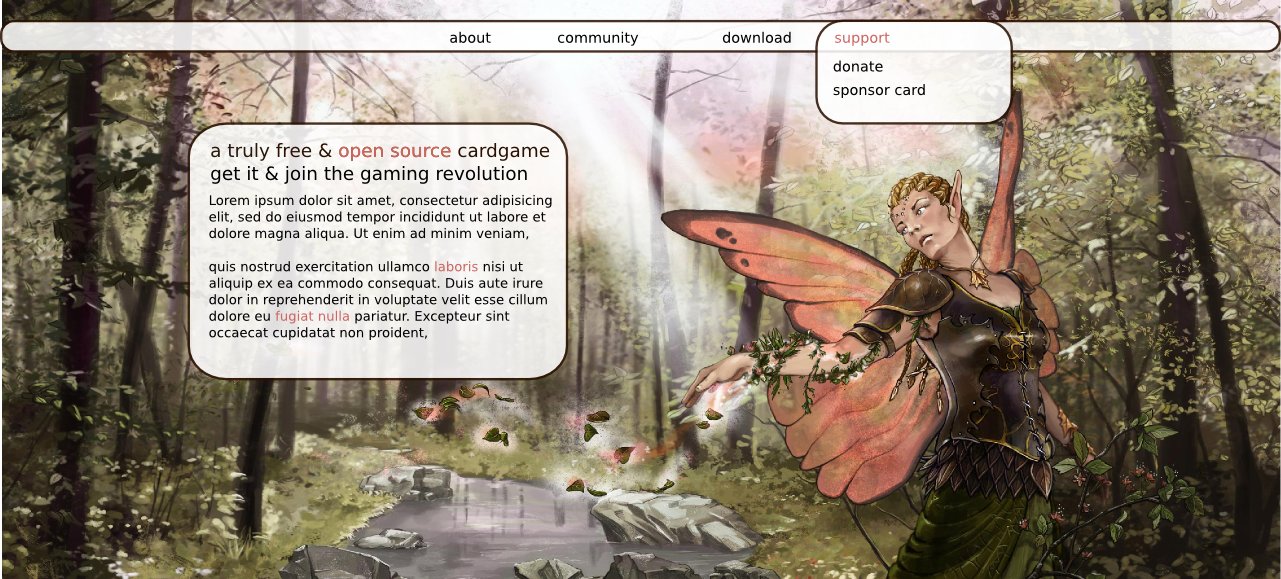 about community download support
donate
sponsor card
a truly free & open source cardgame
get it & join the gaming revolution
Lorem ipsum dolor sit amet, consectetur adipisicing
elit, sed do eiusmod tempor incididunt ut labore et
dolore magna aliqua. Ut enim ad minim veniam,
quis nostrud exercitation ullamco laboris nisi ut
aliquip ex ea commodo consequat. Duis aute irure
dolor in reprehenderit in voluptate velit esse cillum
dolore eu fugiat nulla pariatur. Excepteur sint
occaecat cupidatat non proident,